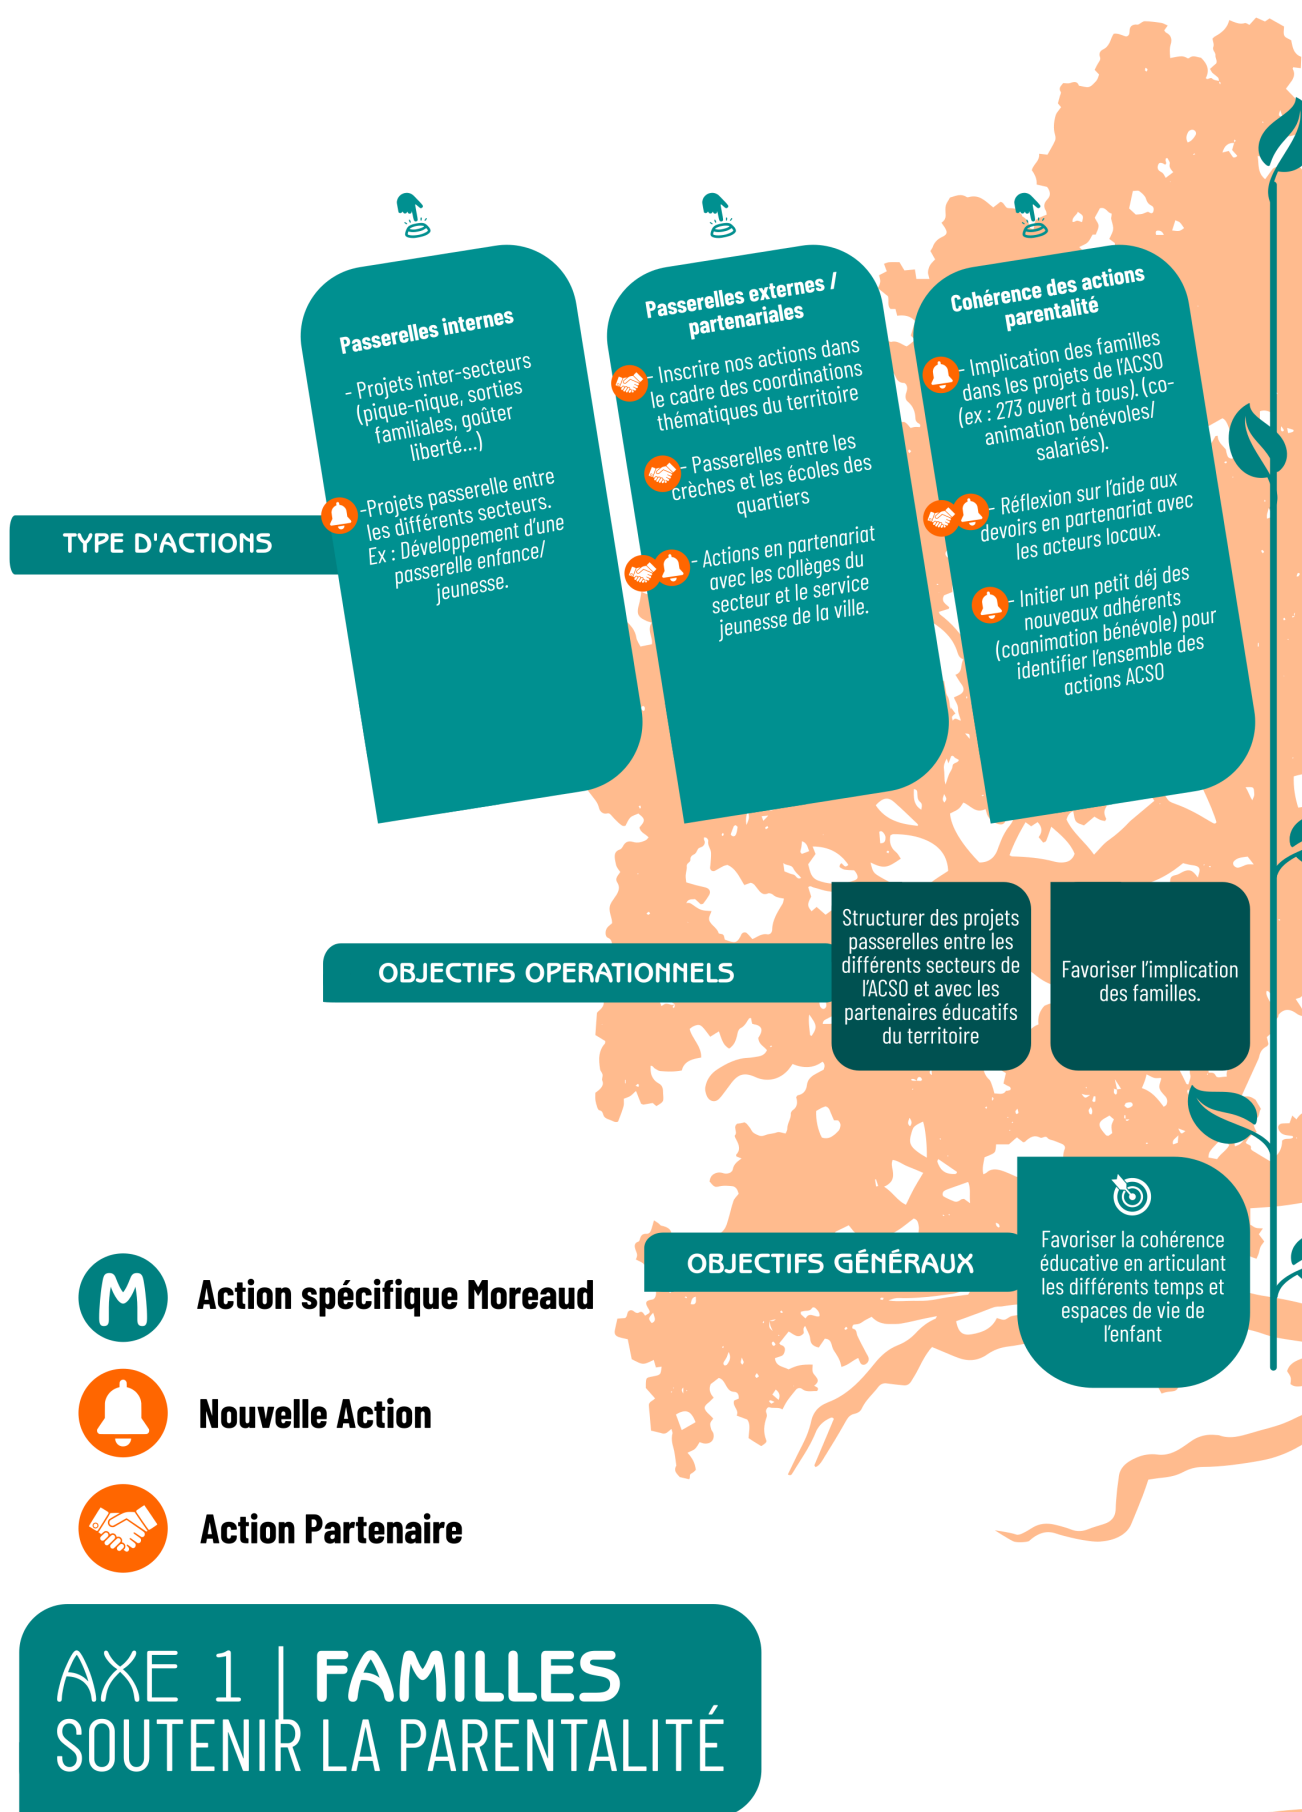 Passerelles internes
- Projets inter-secteurs
(pique-nique, sorties
familiales, goûter
liberté...)
-Projets passerelle entre
les différents secteurs.
Ex : Développement d'une
passerelle enfance/
jeunesse.
Passerelles externes /
partenariales
- Inscrire nos actions dans
le cadre des coordinations
thématiques du territoire
- Passerelles entre les
crèches et les écoles des
quartiers
- Actions en partenariat
avec les collèges du
secteur et le service
jeunesse de la ville.
Cohérence des actions
parentalité
- Implication des familles
dans les projets de l'ACSO
(ex : 273 ouvert à tous). (co-
animation bénévoles/
salariés).
- Réflexion sur l'aide aux
devoirs en partenariat avec
les acteurs locaux.
- Initier un petit déj des
nouveaux adhérents
(coanimation bénévole) pour
identifier l'ensemble des
actions ACSO
TYPE D'ACTIONS
OBJECTIFS OPERATIONNELS
Structurer des projets
passerelles entre les
différents secteurs de
l'ACSO et avec les
partenaires éducatifs
du territoire
Favoriser l'implication
des familles.
OBJECTIFS GÉNÉRAUX
Favoriser la cohérence
éducative en articulant
les différents temps et
espaces de vie de
l'enfant
M
Action spécifique Moreaud
Nouvelle Action
Action Partenaire
AXE 1 | FAMILLES
SOUTENIR LA PARENTALITÉ